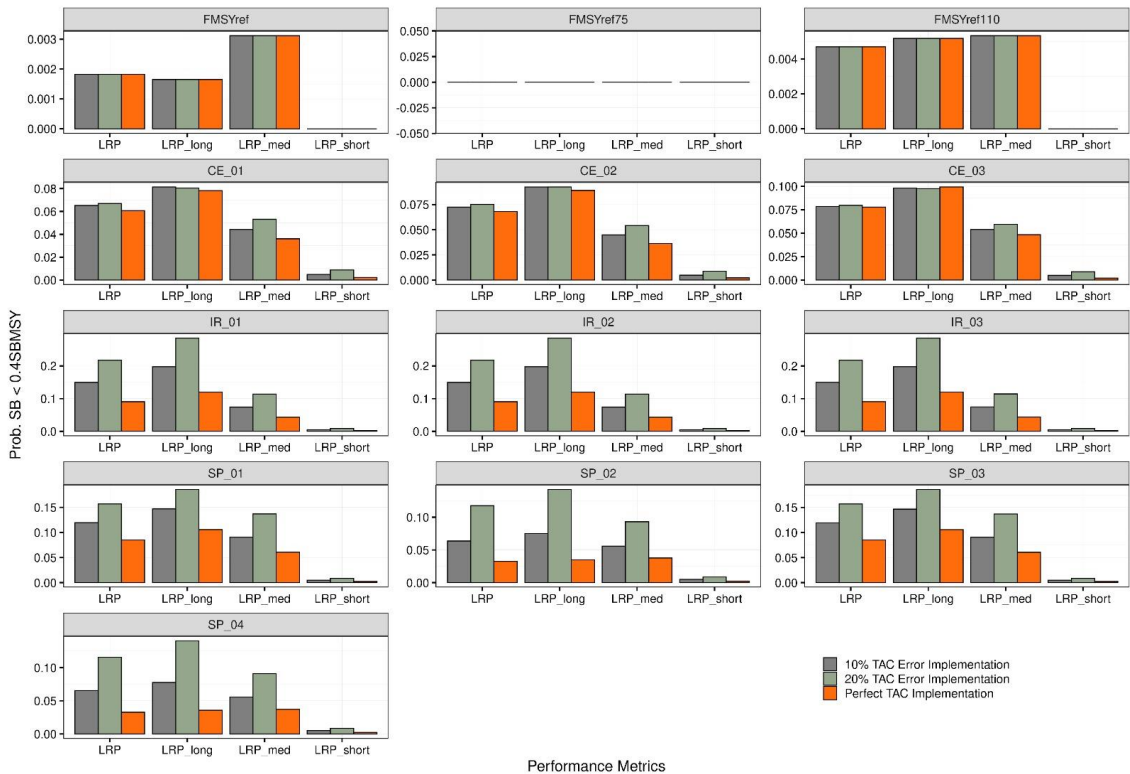 FMSYref FMSYref75 FMSYref110
0.003 0.002 0.001 0.000
LRP LRP_long LRP_med LRP_short
0.050 0.025 0.000 -0.025 -0.050
LRP LRP_long LRP_med LRP_short
0.004 0.002 0.000
LRP LRP_long LRP_med LRP_short
CE_01 CE_02 CE_03
0.08 0.06 0.04 0.02 0.00
LRP LRP_long LRP_med LRP_short
0.075 0.050 0.025 0.000
LRP LRP_long LRP_med LRP_short
0.100 0.075 0.050 0.025 0.000
LRP LRP_long LRP_med LRP_short
Prob. SB < 0.4SBMSY
IR_01 IR_02 IR_03
0.2 0.1 0.0
LRP LRP_long LRP_med LRP_short
0.2 0.1 0.0
LRP LRP_long LRP_med LRP_short
0.2 0.1 0.0
LRP LRP_long LRP_med LRP_short
SP_01 SP_02 SP_03
0.15 0.10 0.05 0.00
LRP LRP_long LRP_med LRP_short
0.10 0.05 0.00
LRP LRP_long LRP_med LRP_short
0.15 0.10 0.05 0.00
LRP LRP_long LRP_med LRP_short
SP_04
0.10 0.05 0.00
LRP LRP_long LRP_med LRP_short
10% TAC Error Implementation
20% TAC Error Implementation
Perfect TAC Implementation
Performance Metrics